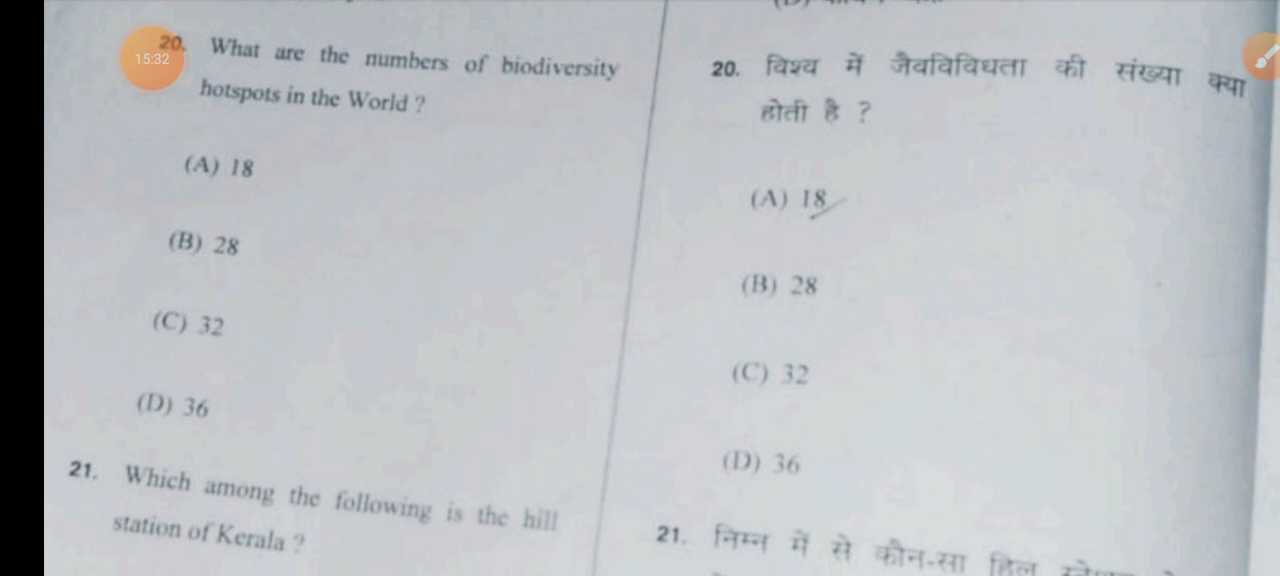 20. What are the numbers of biodiversity
hotspots in the World ?
(A) 18
(B) 28
(C) 32
(D) 36
21. Which among the following is the hill
station of Kerala ?
20. विश्व में जैवविविधता की संख्या क्या
होती है ?
(A) 18
(B) 28
(C) 32
(D) 36
21. निम्न में से कौन-सा हिल
15:32